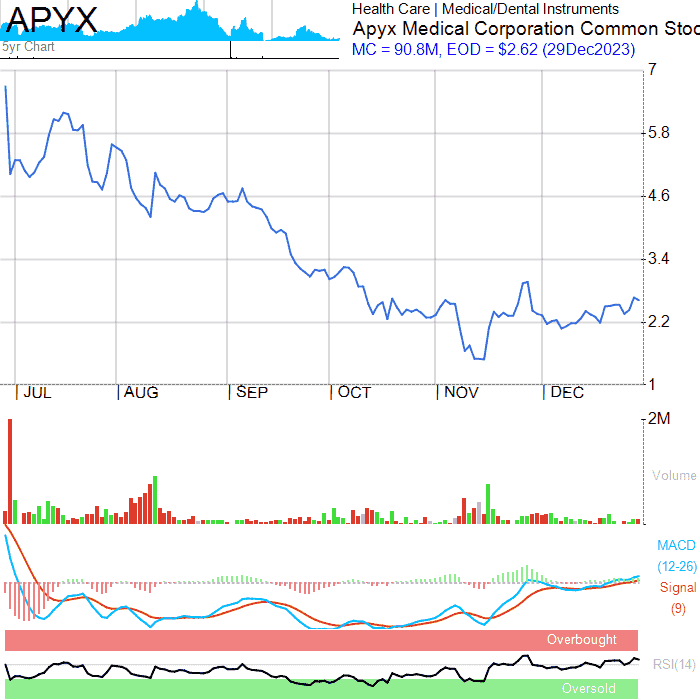 APYX
5yr Chart
Health Care | Medical/Dental Instruments
Apyx Medical Corporation Common Stoc
MC = 90.8M, EOD = $2.62 (29Dec2023)
7
5.8
4.6
3.4
2.2
1
JUL AUG SEP OCT NOV DEC
2M
Volume
MACD
(12-26)
Signal
(9)
Overbought
RSI(14)
Oversold